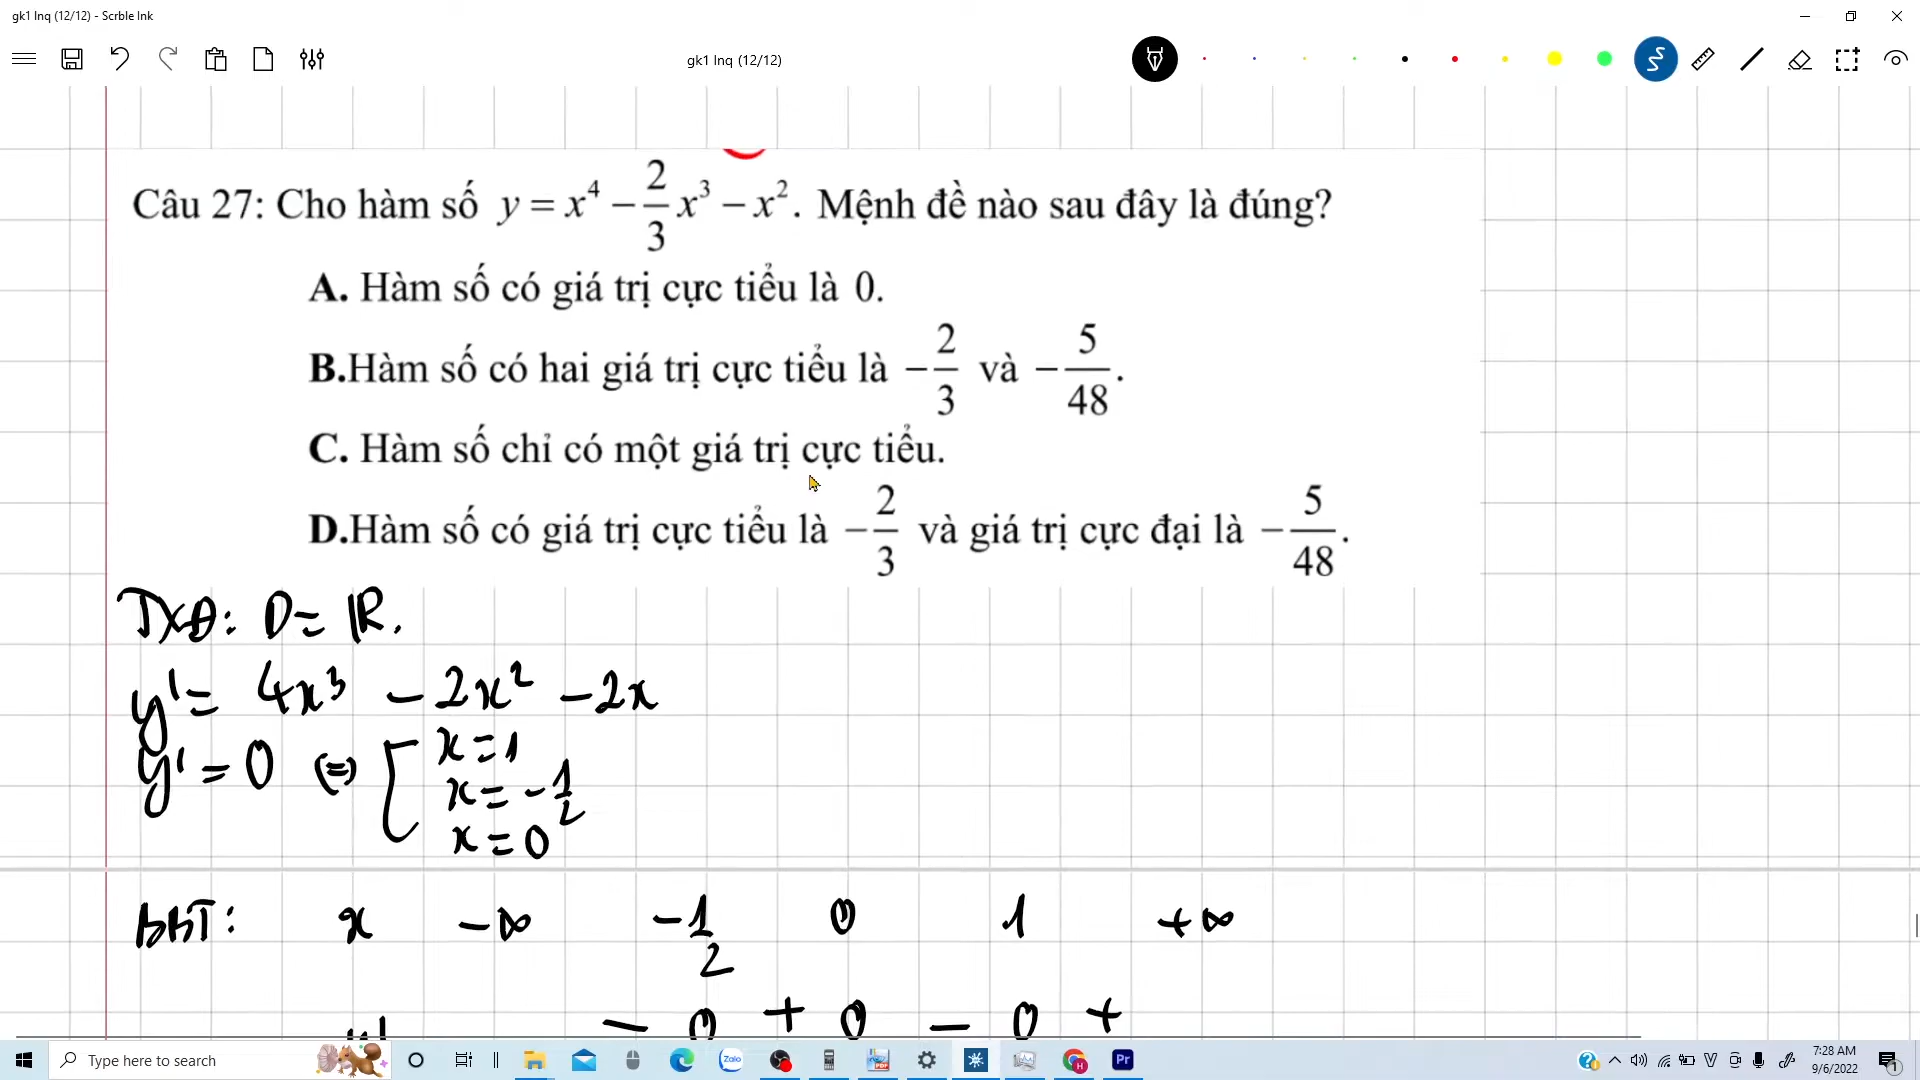 gk1 lnq (12/12) - Scrble Ink
gk1 lnq (12/12)
Câu 27: Cho hàm số y = x⁴ − 2/3 x³ − x². Mệnh đề nào sau đây là đúng?
A. Hàm số có giá trị cực tiểu là 0.
B.Hàm số có hai giá trị cực tiểu là −2/3 và −5/48.
C. Hàm số chỉ có một giá trị cực tiểu.
D.Hàm số có giá trị cực tiểu là −2/3 và giá trị cực đại là −5/48.
TXĐ: D = ℝ.
y' = 4x³ − 2x² − 2x
y' = 0 ⇔ [ x = 1
x = −1/2
x = 0
BBT: x −∞ −1/2 0 1 +∞
y' − 0 + 0 − 0 +
Type here to search
Zalo
PDF
H
Pr
V
7:28 AM
9/6/2022
1